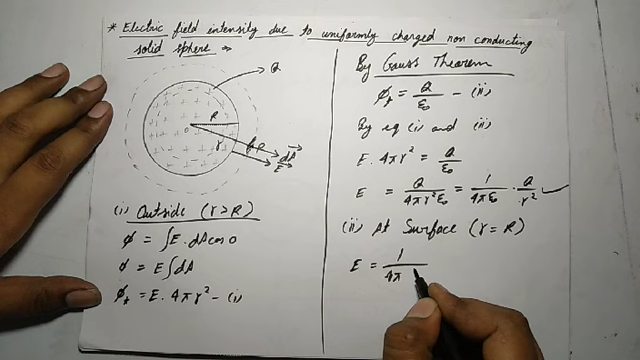 * Electric field intensity due to uniformly charged non conducting
solid sphere ⇒
Q
R
O
r
P
dA
E
(i) Outside (r > R)
ϕ = ∫ E . dA cos 0
ϕ = E ∫ dA
ϕₜ = E . 4πr² – (i)
By Gauss Theorem
ϕₜ = Q/ε₀ – (ii)
By eq (i) and (ii)
E . 4πr² = Q/ε₀
E = Q/4πr²ε₀ = 1/4πε₀ . Q/r²
(ii) At Surface (r = R)
E = 1/4π